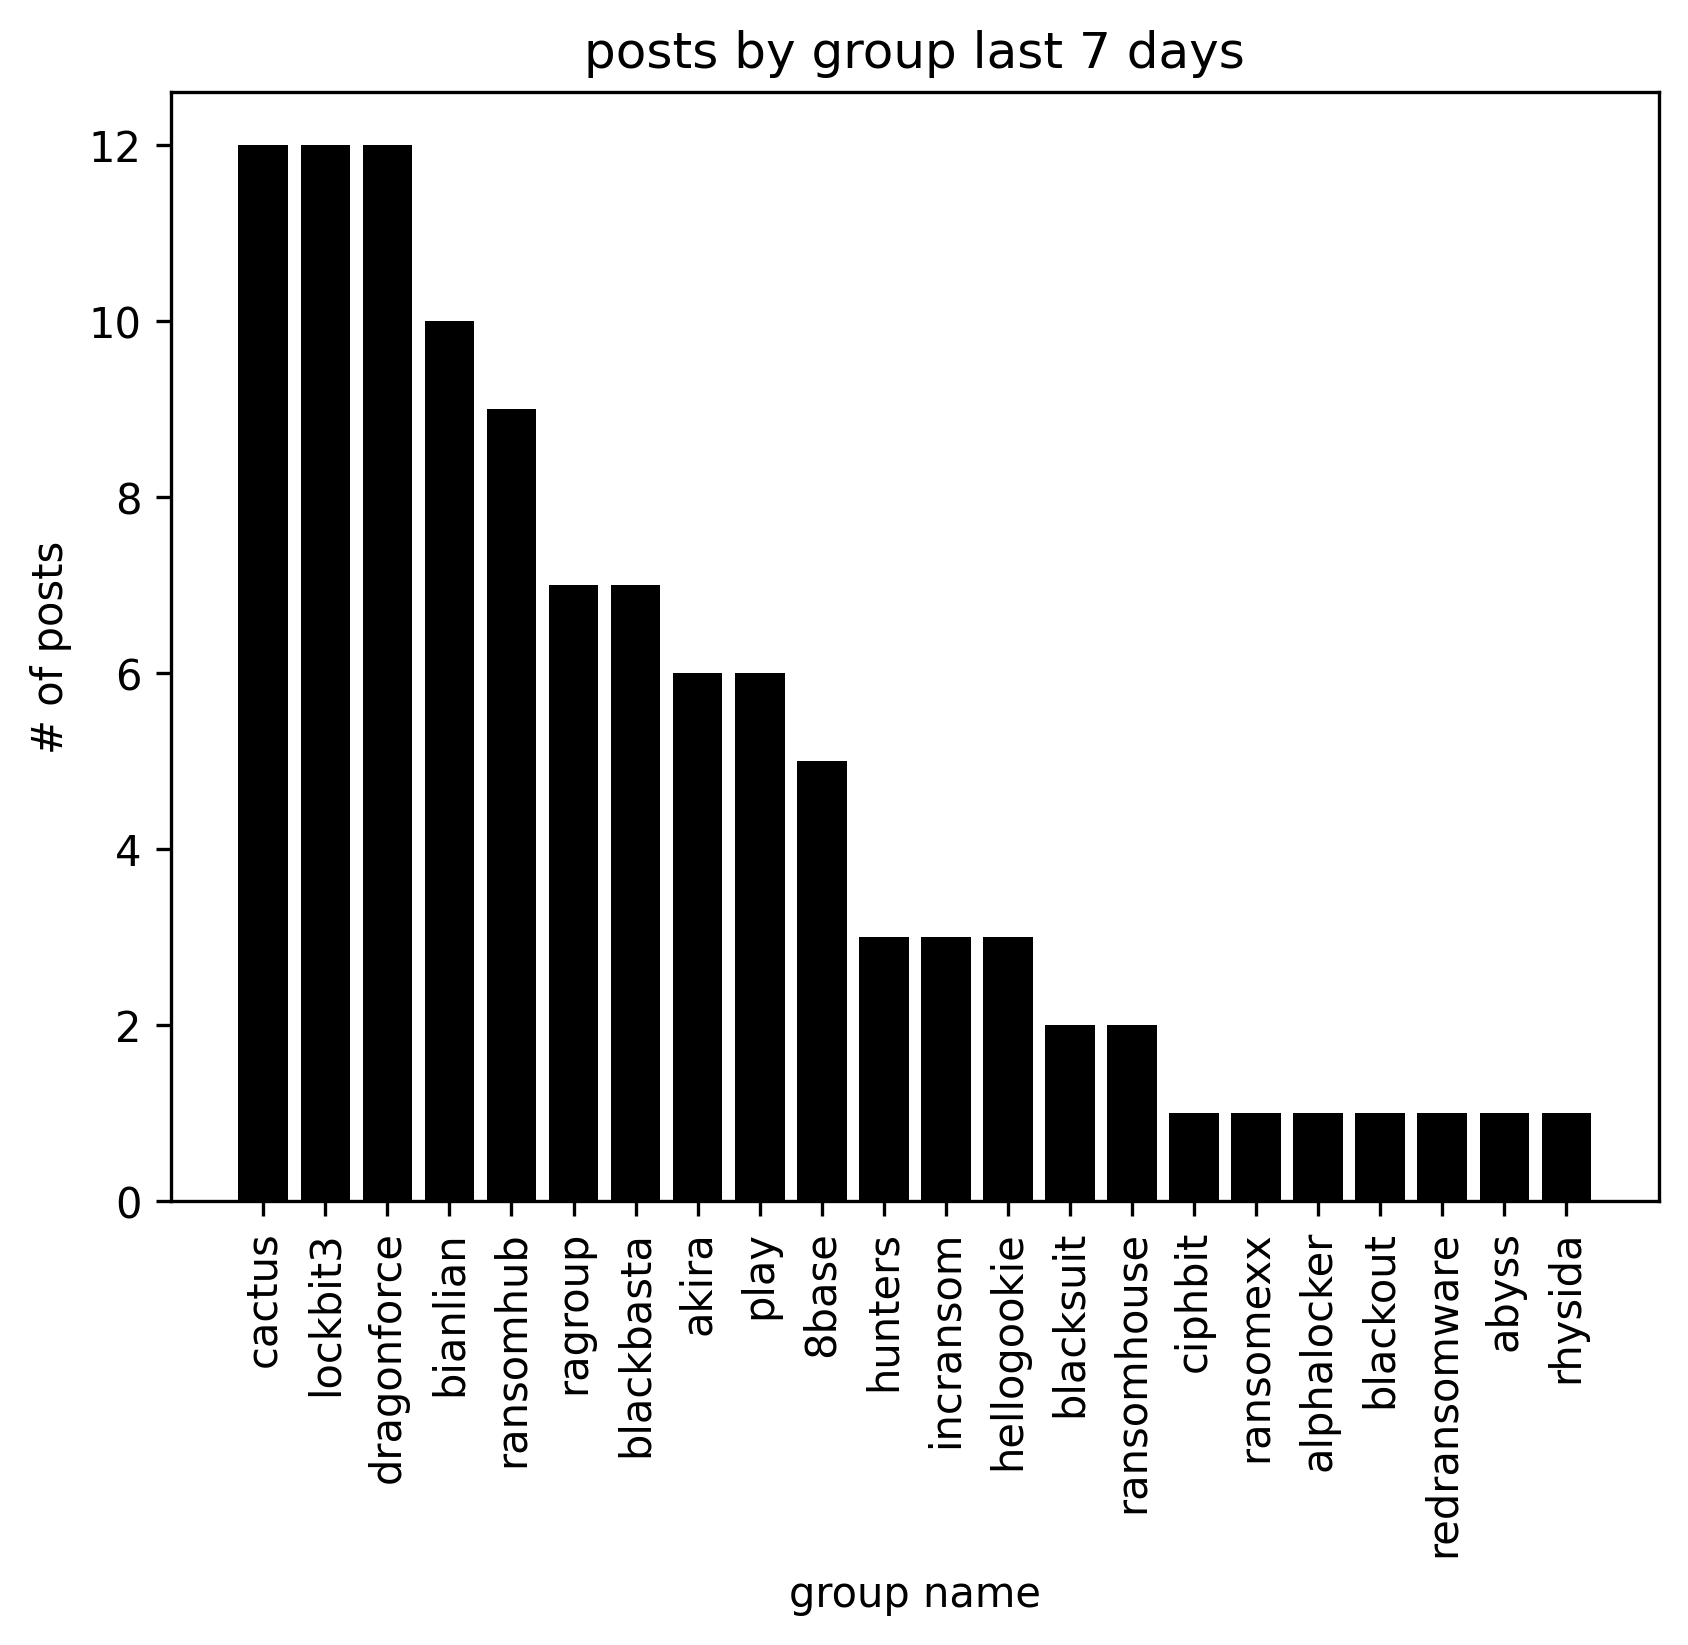 posts by group last 7 days
12
10
8
6
4
2
0
# of posts
cactus
lockbit3
dragonforce
bianlian
ransomhub
ragroup
blackbasta
akira
play
8base
hunters
incransom
hellogookie
blacksuit
ransomhouse
ciphbit
ransomexx
alphalocker
blackout
redransomware
abyss
rhysida
group name